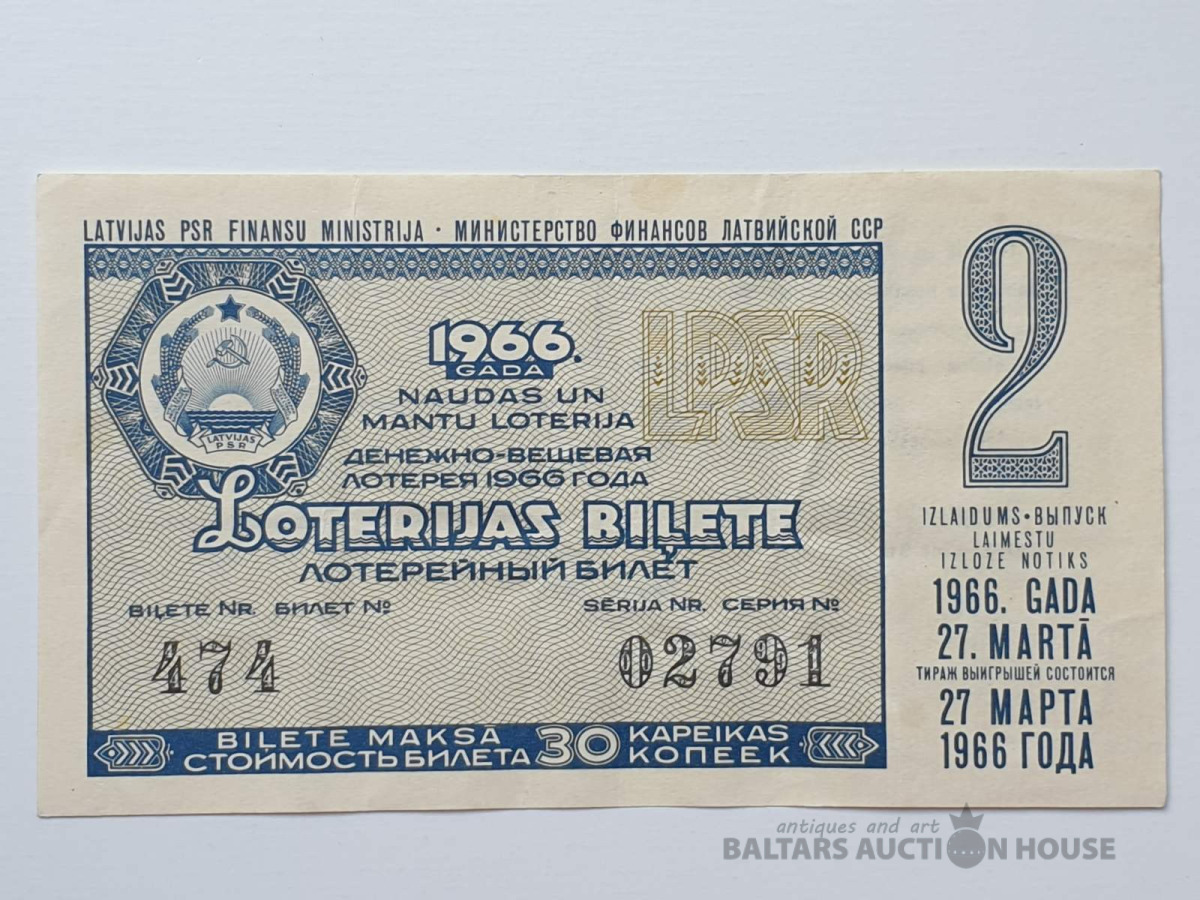 LATVIJAS PSR FINANSU MINISTRIJA · МИНИСТЕРСТВО ФИНАНСОВ ЛАТВИЙСКОЙ ССР
LATVIJAS
PSR
1966.
GADA
NAUDAS UN
MANTU LOTERIJA
ДЕНЕЖНО-ВЕЩЕВАЯ
ЛОТЕРЕЯ 1966 ГОДА
LPSR
LOTERIJAS BIĻETE
ЛОТЕРЕЙНЫЙ БИЛЕТ
BIĻETE NR. БИЛЕТ №
SĒRIJA NR. СЕРИЯ №
474
02791
BIĻETE MAKSĀ
СТОИМОСТЬ БИЛЕТА
30
KAPEIKAS
КОПЕЕК
2
IZLAIDUMS • ВЫПУСК
LAIMESTU
IZLOZE NOTIKS
1966. GADA
27. MARTĀ
ТИРАЖ ВЫИГРЫШЕЙ СОСТОИТСЯ
27 МАРТА
1966 ГОДА
antiques and art
BALTARS AUCTION HOUSE